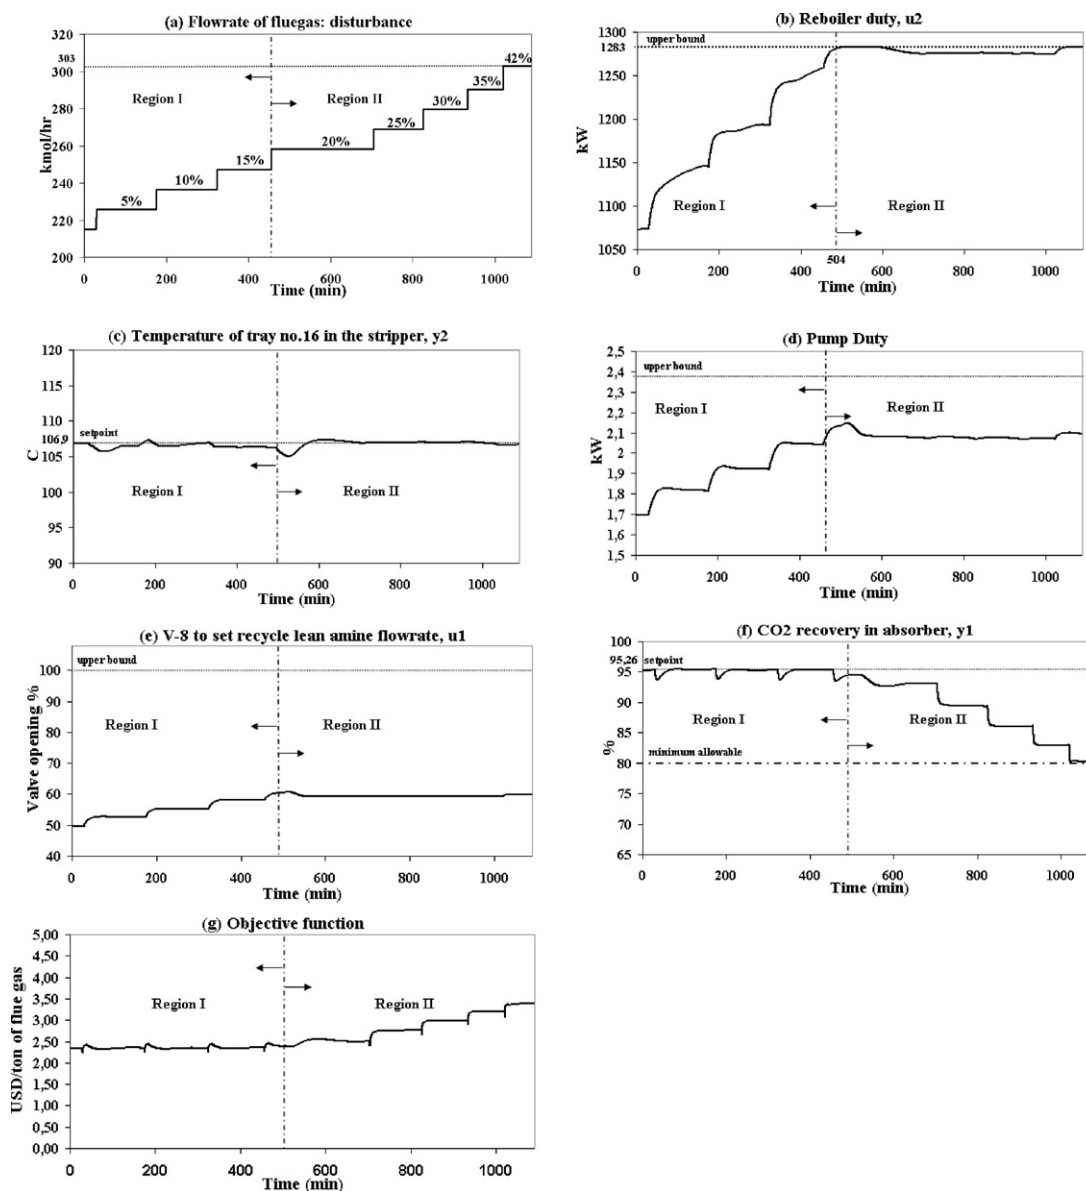 (a) Flowrate of fluegas: disturbance
320
303
300
280
260
240
220
200
kmol/hr
Region I
Region II
5%
10%
15%
20%
25%
30%
35%
42%
0
200
400
600
800
1000
Time (min)
(b) Reboiler duty, u2
1300
upper bound
1283
1250
1200
1150
1100
1050
kW
Region I
Region II
0
200
400
504
600
800
1000
Time (min)
(c) Temperature of tray no.16 in the stripper, y2
120
115
110
setpoint
106,9
105
100
95
90
C
Region I
Region II
0
200
400
600
800
1000
Time (min)
(d) Pump Duty
2,5
upper bound
2,4
2,3
2,2
2,1
2
1,9
1,8
1,7
1,6
1,5
kW
Region I
Region II
0
200
400
600
800
1000
Time (min)
(e) V-8 to set recycle lean amine flowrate, u1
upper bound
100
90
80
70
60
50
40
Valve opening %
Region I
Region II
0
200
400
600
800
1000
Time (min)
(f) CO2 recovery in absorber, y1
100
95,26 setpoint
95
90
85
80
75
70
65
%
Region I
Region II
minimum allowable
0
200
400
600
800
1000
Time (min)
(g) Objective function
5,00
4,50
4,00
3,50
3,00
2,50
2,00
1,50
1,00
0,50
0,00
USD/ton of flue gas
Region I
Region II
0
200
400
600
800
1000
Time (min)